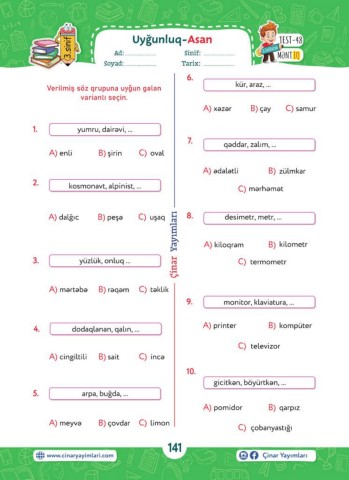 3. sinif
Uyğunluq-Asan
Ad:
Sinif:
Soyad:
Tarix:
TEST-48
MƏNTİQ
Verilmiş söz qrupuna uyğun gələn
variantı seçin.
1.
yumru, dairəvi, ...
A) enli B) şirin C) oval
2.
kosmonavt, alpinist, ...
A) dalğıc B) peşə C) uşaq
3.
yüzlük, onluq ...
A) mərtəbə B) rəqəm C) təklik
4.
dodaqlanan, qalın, ...
A) cingiltili B) sait C) incə
5.
arpa, buğda, ...
A) meyvə B) çovdar C) limon
Çinar Yayımları
6.
kür, araz, ...
A) xəzər B) çay C) samur
7.
qəddar, zalım, ...
A) ədalətli B) zülmkar
C) mərhəmət
8.
desimetr, metr, ...
A) kiloqram B) kilometr
C) termometr
9.
monitor, klaviatura, ...
A) printer B) kompüter
C) televizor
10.
gicitkən, böyürtkən, ...
A) pomidor B) qarpız
C) çobanyastığı
www.cinaryayimlari.com
141
Çinar Yayımları